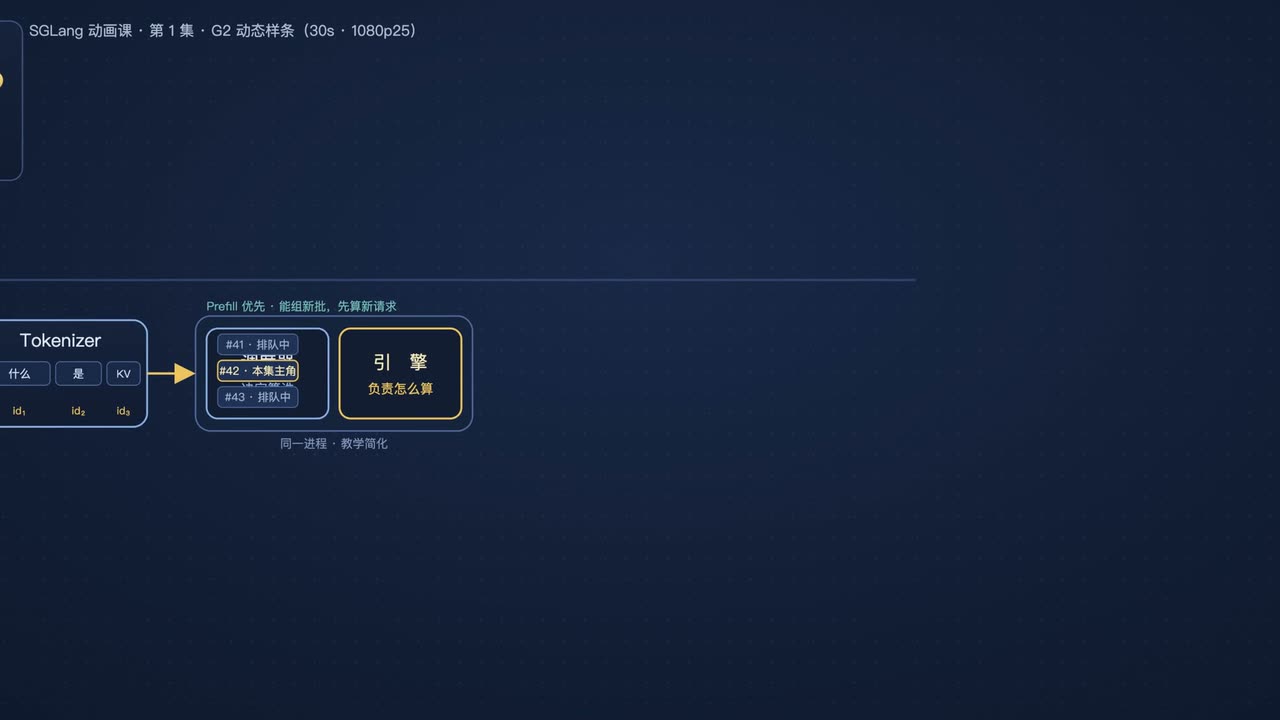 SGLang 动画课 · 第 1 集 · G2 动态样条（30s · 1080p25）
Prefill 优先 · 能组新批，先算新请求
Tokenizer
什么
是
KV
id₁
id₂
id₃
#41 · 排队中
#42 · 本集主角
#43 · 排队中
引 擎
负责怎么算
同一进程 · 教学简化